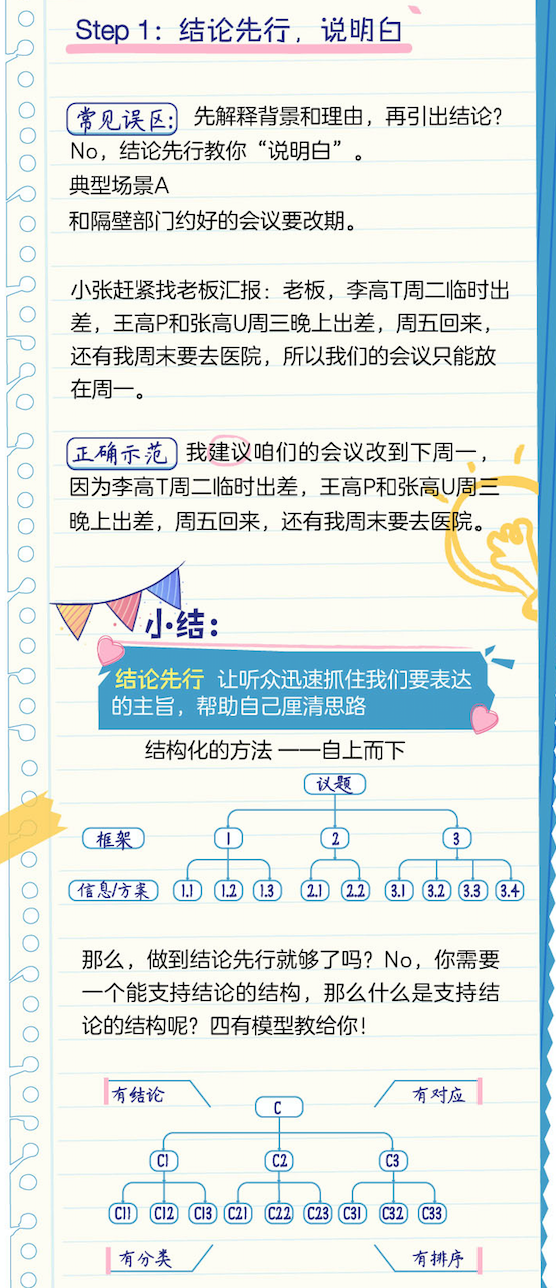 Step 1：结论先行，说明白
常见误区： 先解释背景和理由，再引出结论？
No，结论先行教你“说明白”。
典型场景A
和隔壁部门约好的会议要改期。
小张赶紧找老板汇报：老板，李高T周二临时出
差，王高P和张高U周三晚上出差，周五回来，
还有我周末要去医院，所以我们的会议只能放
在周一。
正确示范 我建议咱们的会议改到下周一，
因为李高T周二临时出差，王高P和张高U周三
晚上出差，周五回来，还有我周末要去医院。
小结：
结论先行 让听众迅速抓住我们要表达
的主旨，帮助自己厘清思路
结构化的方法 ——自上而下
议题
框架 1 2 3
信息/方案 1.1 1.2 1.3 2.1 2.2 3.1 3.2 3.3 3.4
那么，做到结论先行就够了吗？No，你需要
一个能支持结论的结构，那么什么是支持结
论的结构呢？四有模型教给你！
有结论 有对应
C
C1 C2 C3
C11 C12 C13 C21 C22 C23 C31 C32 C33
有分类 有排序